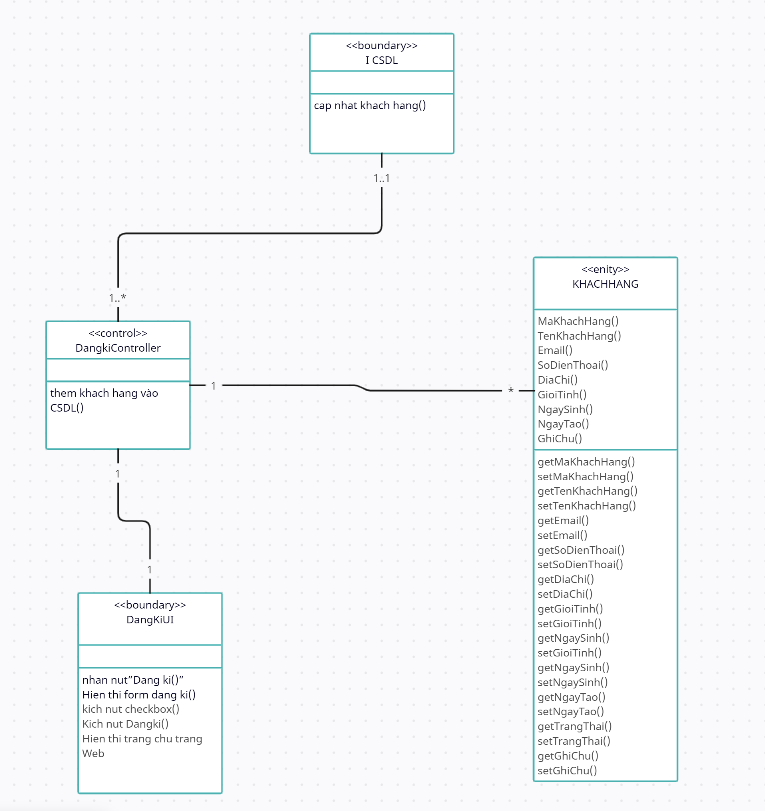 <<boundary>>
I CSDL
cap nhat khach hang()
1..1
1..*
<<control>>
DangkiController
them khach hang vào
CSDL()
1
*
<<enity>>
KHACHHANG
MaKhachHang()
TenKhachHang()
Email()
SoDienThoai()
DiaChi()
GioiTinh()
NgaySinh()
NgayTao()
GhiChu()
getMaKhachHang()
setMaKhachHang()
getTenKhachHang()
setTenKhachHang()
getEmail()
setEmail()
getSoDienThoai()
setSoDienThoai()
getDiaChi()
setDiaChi()
getGioiTinh()
setGioiTinh()
getNgaySinh()
setGioiTinh()
getNgaySinh()
setNgaySinh()
getNgayTao()
setNgayTao()
getTrangThai()
setTrangThai()
getGhiChu()
setGhiChu()
1
1
<<boundary>>
DangKiUI
nhan nut"Dang ki()"
Hien thi form dang ki()
kich nut checkbox()
Kich nut Dangki()
Hien thi trang chu trang
Web